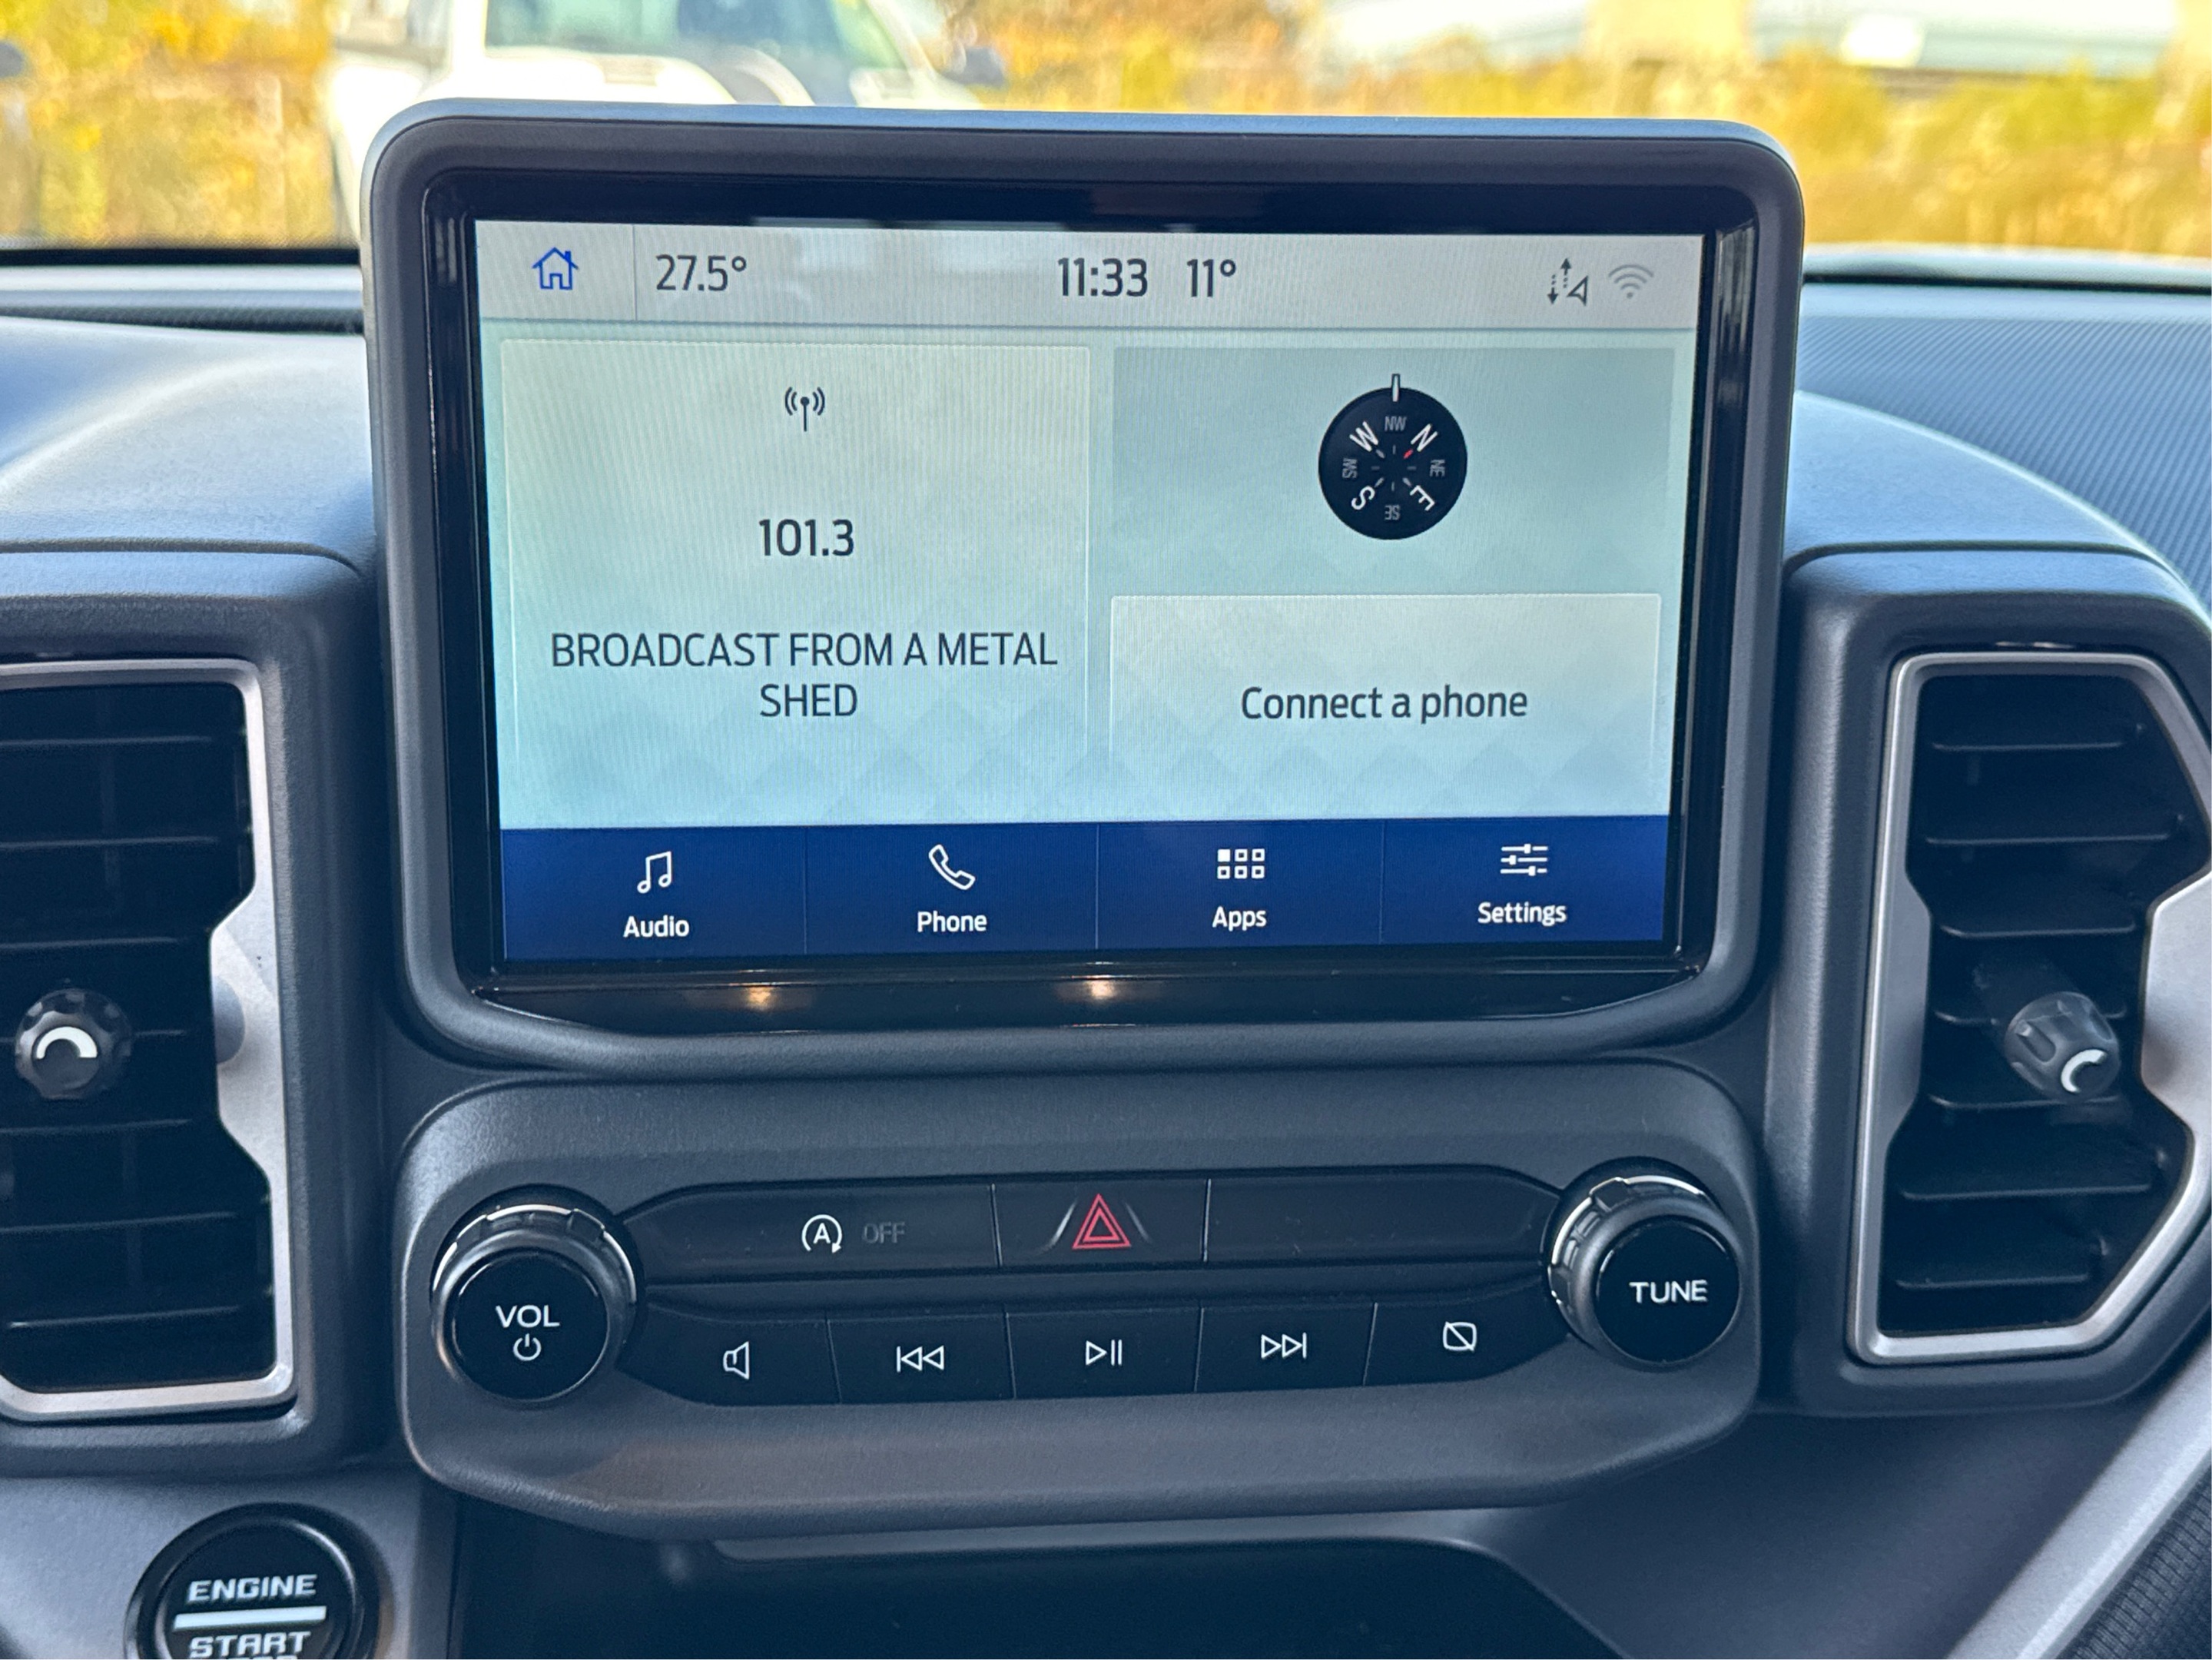 27.5°
11:33 11°
101.3
BROADCAST FROM A METAL
SHED
NW
W N
SW NE
S E
SE
Connect a phone
Audio Phone Apps Settings
A OFF
VOL
TUNE
ENGINE
START